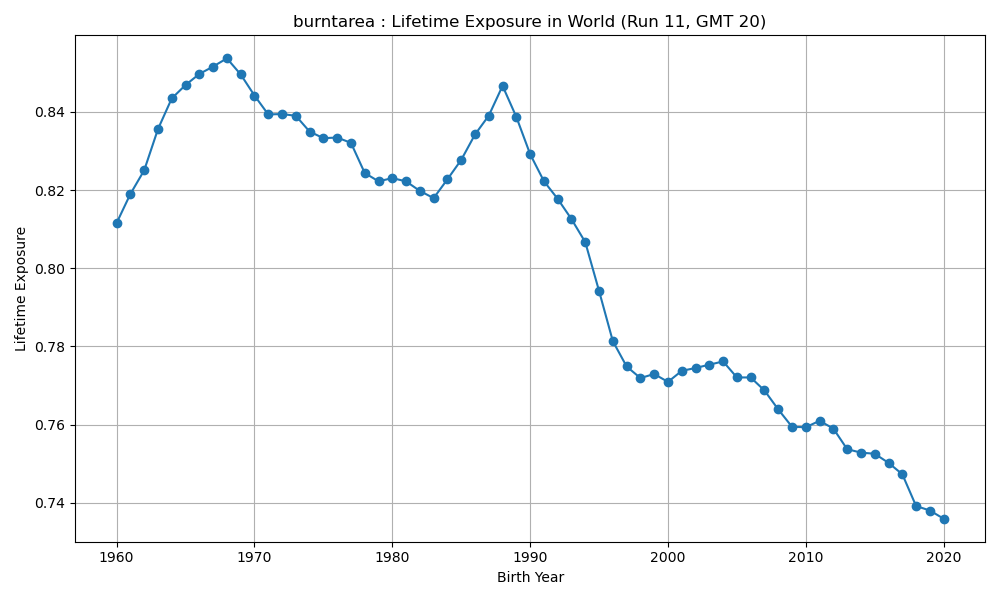 burntarea : Lifetime Exposure in World (Run 11, GMT 20)
Lifetime Exposure
0.84
0.82
0.80
0.78
0.76
0.74
1960 1970 1980 1990 2000 2010 2020
Birth Year